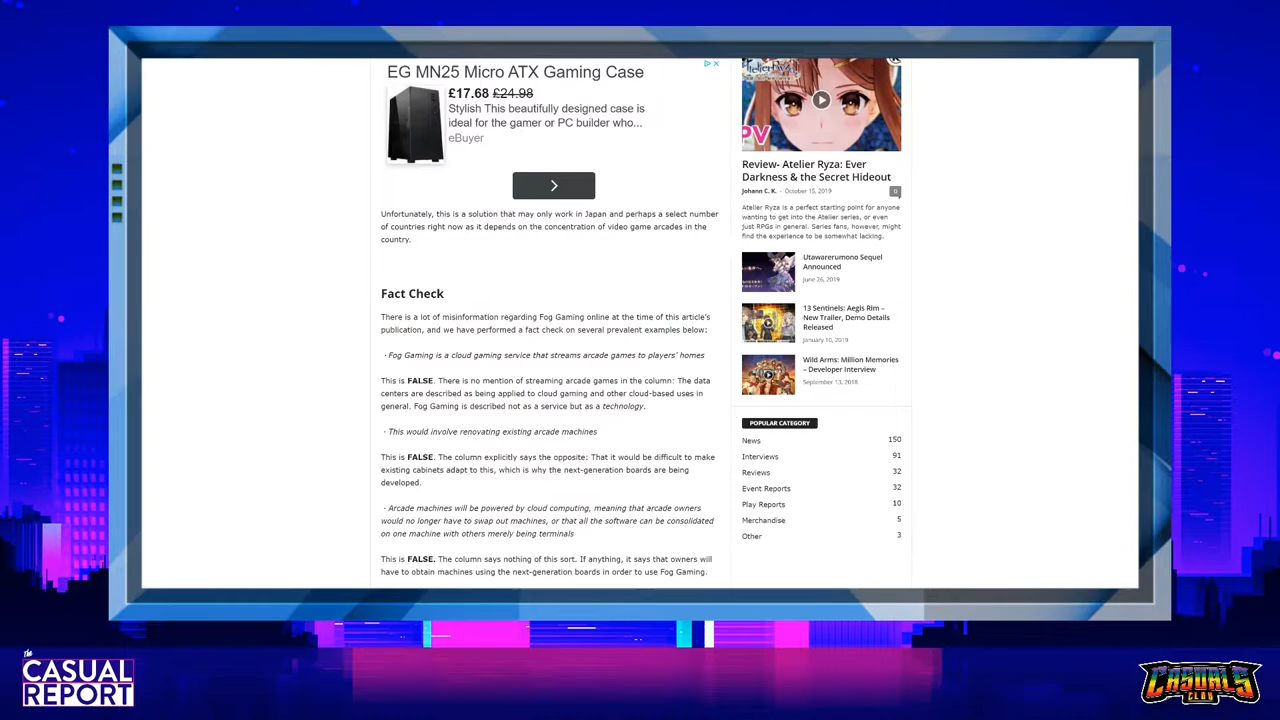 EG MN25 Micro ATX Gaming Case
£17.68 £24.98
Stylish This beautifully designed case is
ideal for the gamer or PC builder who...
eBuyer
Unfortunately, this is a solution that may only work in Japan and perhaps a select number
of countries right now as it depends on the concentration of video game arcades in the
country.
Fact Check
There is a lot of misinformation regarding Fog Gaming online at the time of this article's
publication, and we have performed a fact check on several prevalent examples below:
· Fog Gaming is a cloud gaming service that streams arcade games to players' homes
This is FALSE. There is no mention of streaming arcade games in the column: The data
centers are described as being applied to cloud gaming and other cloud-based uses in
general. Fog Gaming is described not as a service but as a technology.
· This would involve renovating existing arcade machines
This is FALSE. The column explicitly says the opposite: That it would be difficult to make
existing cabinets adapt to this, which is why the next-generation boards are being
developed.
· Arcade machines will be powered by cloud computing, meaning that arcade owners
would no longer have to swap out machines, or that all the software can be consolidated
on one machine with others merely being terminals
This is FALSE. The column says nothing of this sort. If anything, it says that owners will
have to obtain machines using the next-generation boards in order to use Fog Gaming.
PV
Review- Atelier Ryza: Ever
Darkness & the Secret Hideout
Johann C. K. - October 15, 2019 0
Atelier Ryza is a perfect starting point for anyone
wanting to get into the Atelier series, or even
just RPGs in general. Series fans, however, might
find the experience to be somewhat lacking.
Utawarerumono Sequel
Announced
June 26, 2019
13 Sentinels: Aegis Rim –
New Trailer, Demo Details
Released
January 10, 2019
Wild Arms: Million Memories
– Developer Interview
September 13, 2018
POPULAR CATEGORY
News 150
Interviews 91
Reviews 32
Event Reports 32
Play Reports 10
Merchandise 5
Other 3
the
CASUAL
REPORT
CASUALS
CLUB